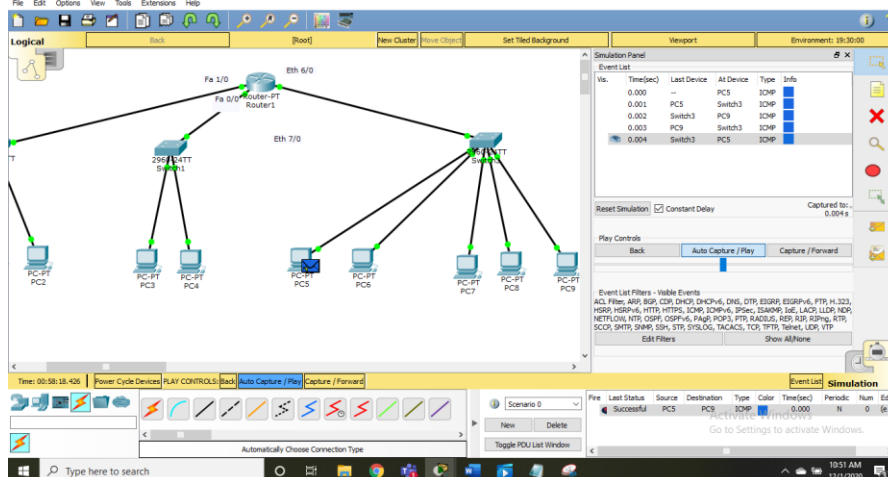 File Edit Options View Tools Extensions Help
Logical Back [Root] New Cluster Move Object Set Tiled Background Viewport Environment: 19:30:00
Fa 1/0
Eth 6/0
Fa 0/0
Router-PT
Router1
Eth 7/0
2960-24TT
Switch1
PC-PT
PC2
PC-PT
PC3
PC-PT
PC4
PC-PT
PC5
PC-PT
PC6
PC-PT
PC7
PC-PT
PC8
PC-PT
PC9
Simulation Panel
Event List
Vis. Time(sec) Last Device At Device Type Info
0.000 -- PC5 ICMP
0.001 PC5 Switch3 ICMP
0.002 Switch3 PC9 ICMP
0.003 PC9 Switch3 ICMP
0.004 Switch3 PC5 ICMP
Reset Simulation Constant Delay Captured to:
0.004 s
Play Controls
Back Auto Capture / Play Capture / Forward
Event List Filters - Visible Events
ACL Filter, ARP, BGP, CDP, DHCP, DHCPv6, DNS, DTP, EIGRP, EIGRPv6, FTP, H.323,
HSRP, HSRPv6, HTTP, HTTPS, ICMP, ICMPv6, IPSec, ISAKMP, IoE, LACP, LLDP, NDP,
NETFLOW, NTP, OSPF, OSPFv6, PAgP, POP3, PTP, RADIUS, REP, RIP, RIPng, RTP,
SCCP, SMTP, SNMP, SSH, STP, SYSLOG, TACACS, TCP, TFTP, Telnet, UDP, VTP
Edit Filters Show All/None
Time: 00:58:18.426 Power Cycle Devices PLAY CONTROLS: Back Auto Capture / Play Capture / Forward Event List Simulation
Scenario 0
New Delete
Toggle PDU List Window
Automatically Choose Connection Type
Fire Last Status Source Destination Type Color Time(sec) Periodic Num Ed
Successful PC5 PC9 ICMP 0.000 N 0 (e
Activate Windows
Go to Settings to activate Windows.
Type here to search
10:51 AM
12/1/2020